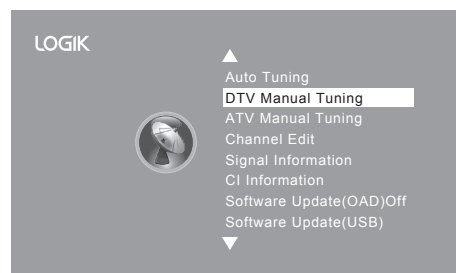 LOGIK
Auto Tuning
DTV Manual Tuning
ATV Manual Tuning
Channel Edit
Signal Information
CI Information
Software Update(OAD)Off
Software Update(USB)